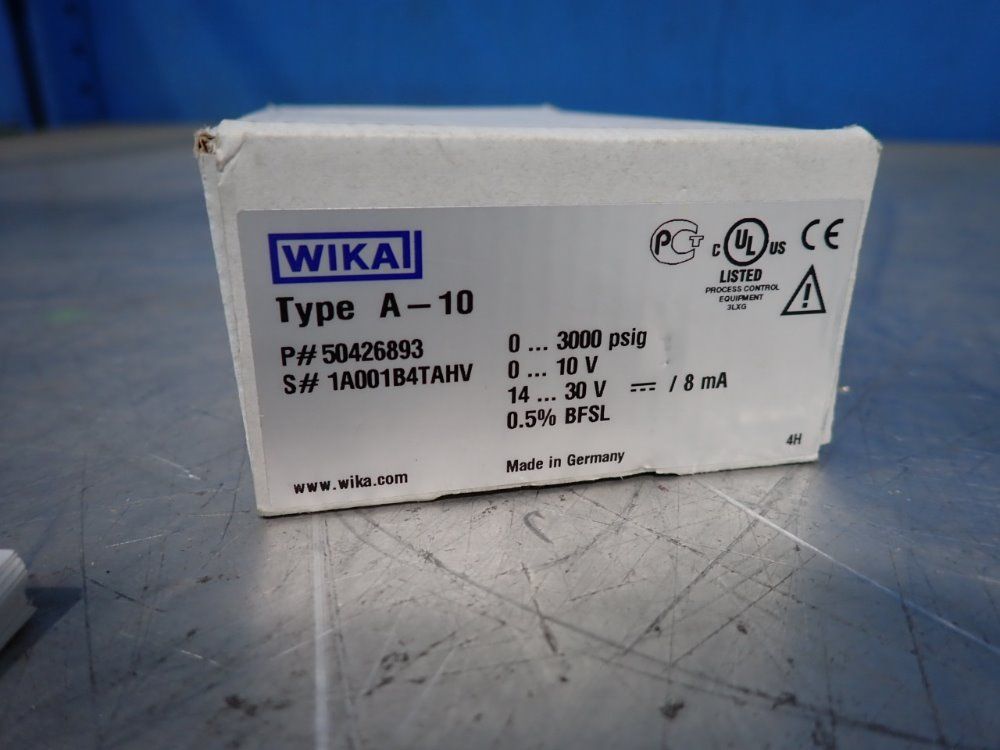 WIKA
Type A-10
P# 50426893
S# 1A001B4TAHV
www.wika.com
0 ... 3000 psig
0 ... 10 V
14 ... 30 V ⎓ / 8 mA
0.5% BFSL
Made in Germany
PCT
C UL US
LISTED
PROCESS CONTROL
EQUIPMENT
3LXG
CE
!
4H